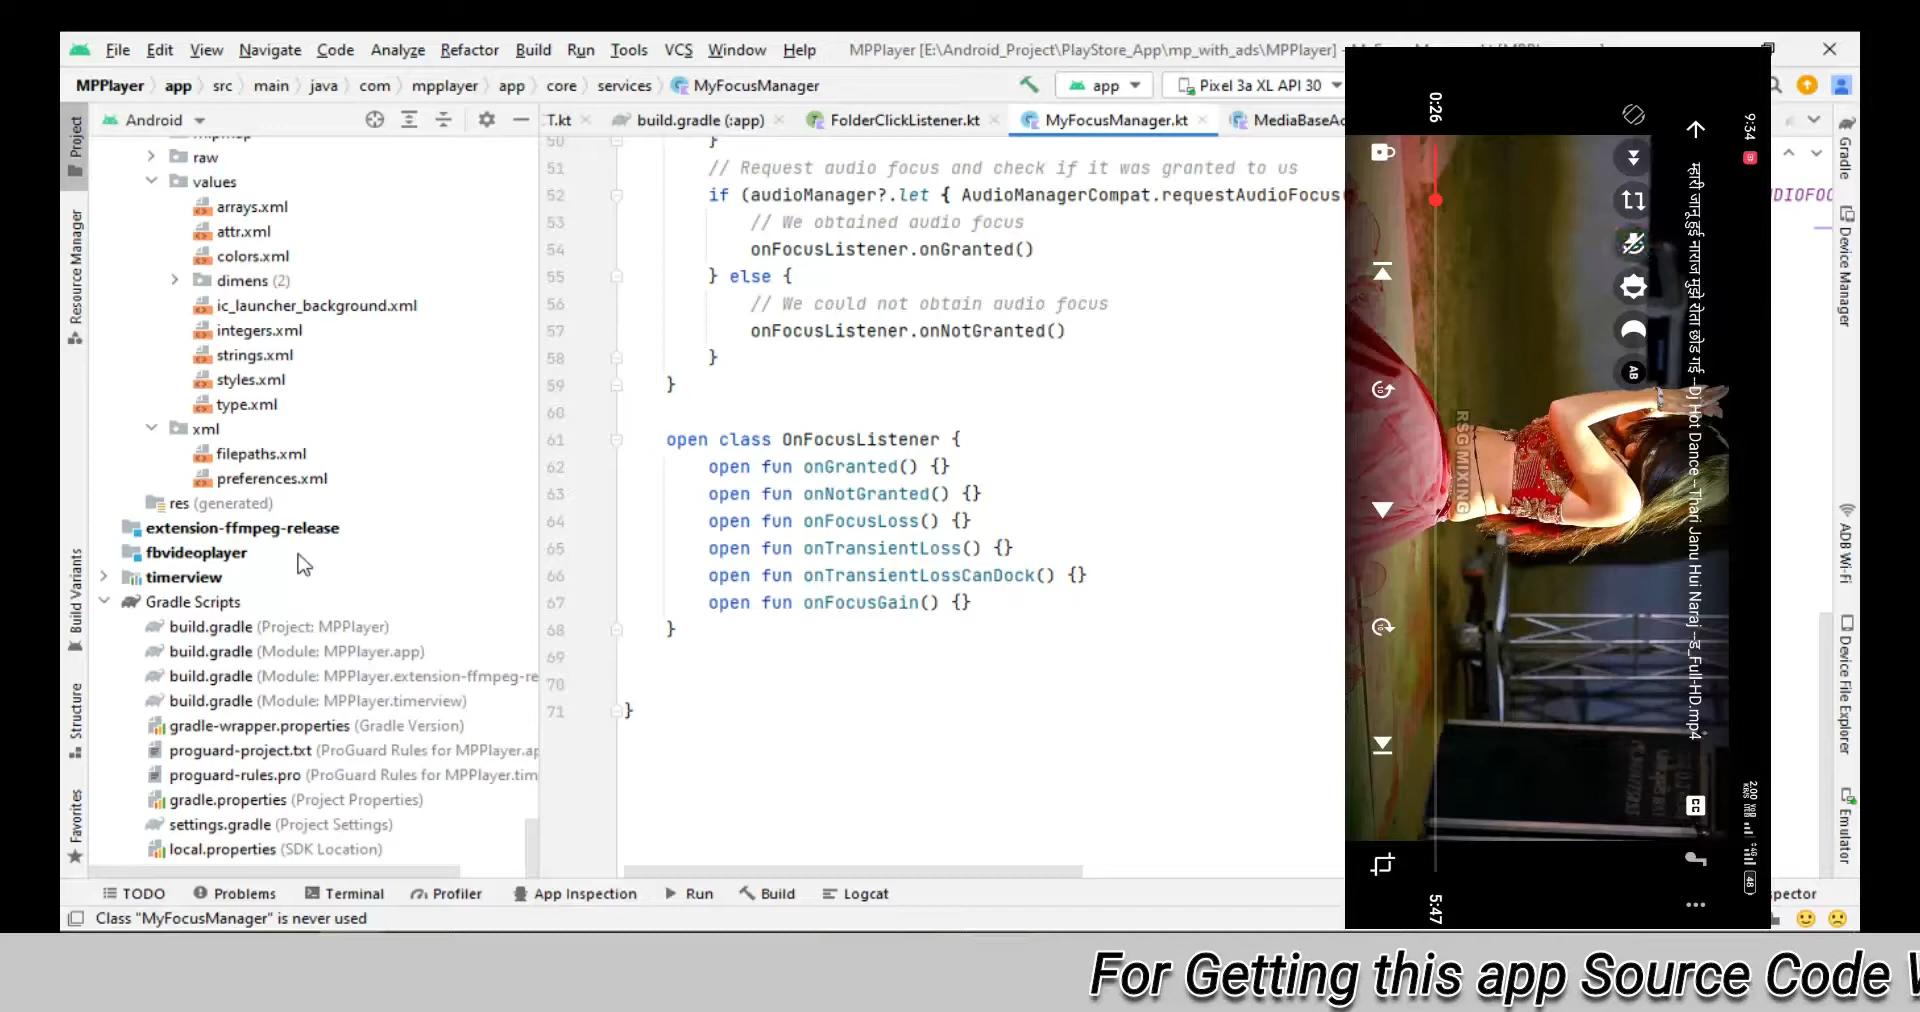 File Edit View Navigate Code Analyze Refactor Build Run Tools VCS Window Help MPPlayer [E:\Android_Project\PlayStore_App\mp_with_ads\MPPlayer]
MPPlayer app src main java com mpplayer app core services MyFocusManager app Pixel 3a XL API 30
Android T.kt build.gradle (:app) FolderClickListener.kt MyFocusManager.kt MediaBaseAc
Project
Resource Manager
Build Variants
Structure
Favorites
raw
values
arrays.xml
attr.xml
colors.xml
dimens (2)
ic_launcher_background.xml
integers.xml
strings.xml
styles.xml
type.xml
xml
filepaths.xml
preferences.xml
res (generated)
extension-ffmpeg-release
fbvideoplayer
timerview
Gradle Scripts
build.gradle (Project: MPPlayer)
build.gradle (Module: MPPlayer.app)
build.gradle (Module: MPPlayer.extension-ffmpeg-re
build.gradle (Module: MPPlayer.timerview)
gradle-wrapper.properties (Gradle Version)
proguard-project.txt (ProGuard Rules for MPPlayer.ap
proguard-rules.pro (ProGuard Rules for MPPlayer.tim
gradle.properties (Project Properties)
settings.gradle (Project Settings)
local.properties (SDK Location)
50 }
51 // Request audio focus and check if it was granted to us
52 if (audioManager?.let { AudioManagerCompat.requestAudioFocus(
53 // We obtained audio focus
54 onFocusListener.onGranted()
55 } else {
56 // We could not obtain audio focus
57 onFocusListener.onNotGranted()
58 }
59 }
60
61 open class OnFocusListener {
62 open fun onGranted() {}
63 open fun onNotGranted() {}
64 open fun onFocusLoss() {}
65 open fun onTransientLoss() {}
66 open fun onTransientLossCanDock() {}
67 open fun onFocusGain() {}
68 }
69
70
71 }
DIOFOC
0:26
5:47
9:34
10
10
AB
CC
48
RSG MIXING
म्हारी जानु हुई नाराज मुझे रोता छोड गई --Dj Hot Dance --Thari Janu Hui Naraj --ड_Full-HD.mp4
Gradle
Device Manager
ADB Wi-Fi
Device File Explorer
Emulator
TODO Problems Terminal Profiler App Inspection Run Build Logcat spector
Class "MyFocusManager" is never used
For Getting this app Source Code